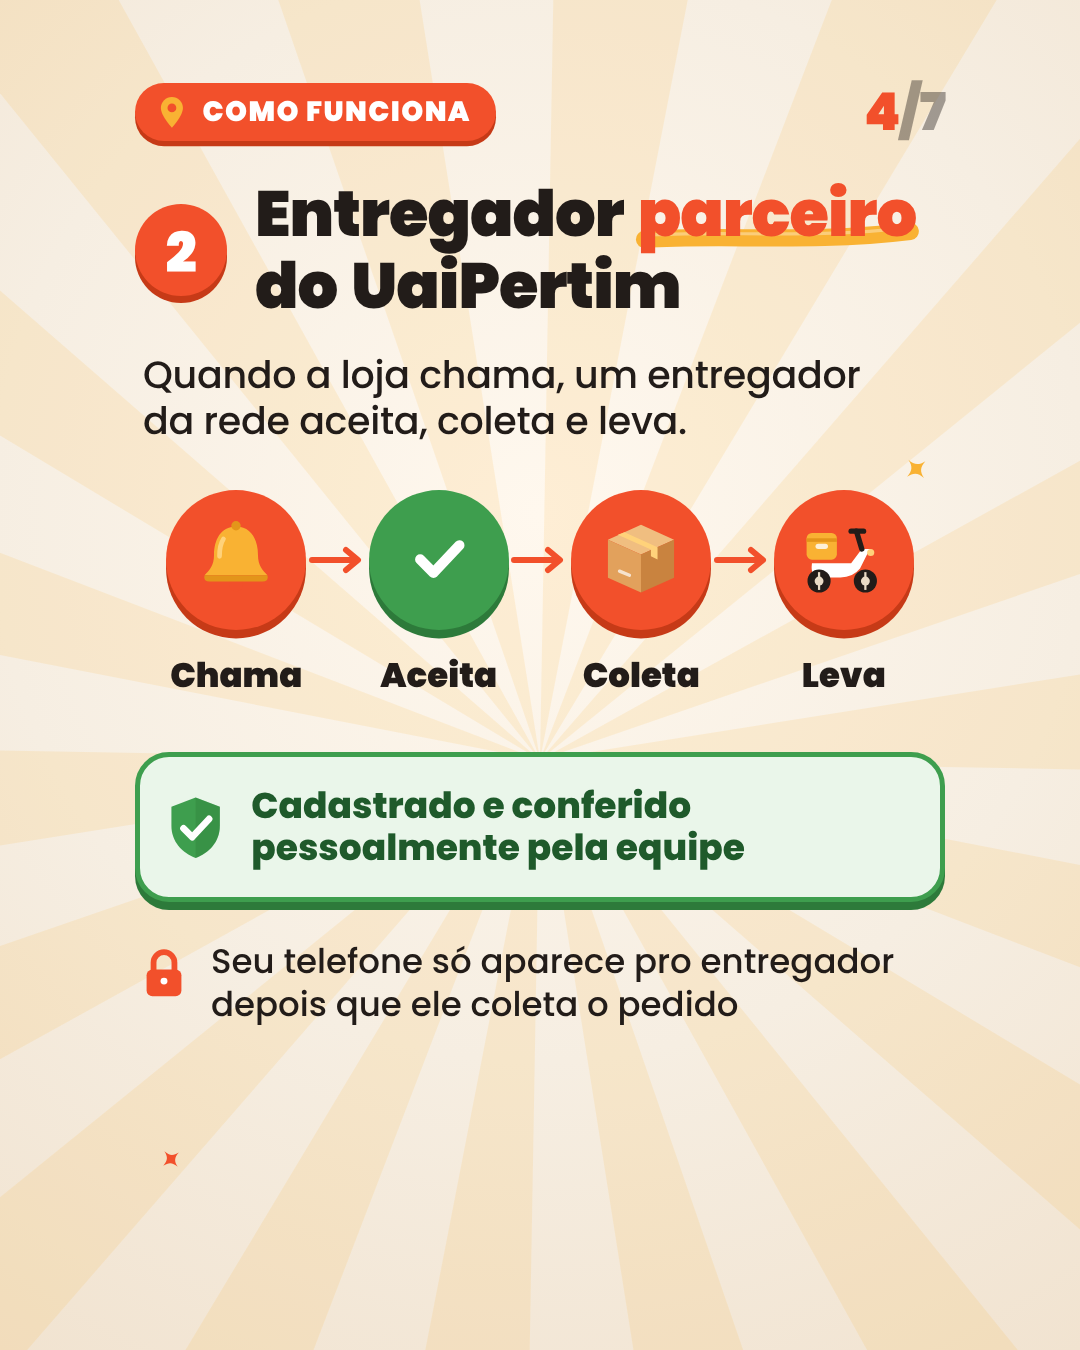 COMO FUNCIONA
4/7
2
Entregador parceiro
do UaiPertim
Quando a loja chama, um entregador
da rede aceita, coleta e leva.
Chama
Aceita
Coleta
Leva
Cadastrado e conferido
pessoalmente pela equipe
Seu telefone só aparece pro entregador
depois que ele coleta o pedido